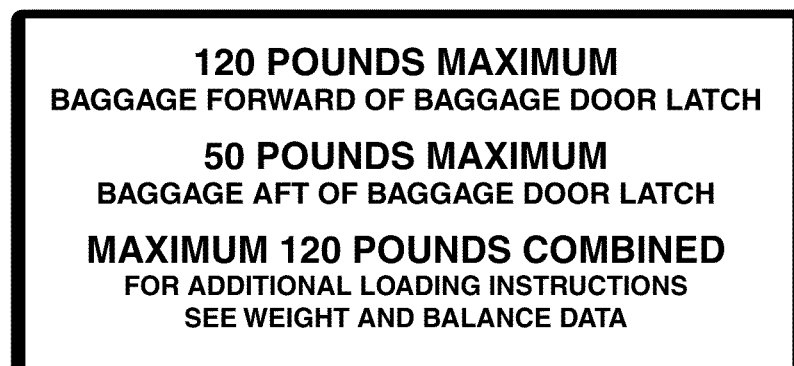 120 POUNDS MAXIMUM
BAGGAGE FORWARD OF BAGGAGE DOOR LATCH
50 POUNDS MAXIMUM
BAGGAGE AFT OF BAGGAGE DOOR LATCH
MAXIMUM 120 POUNDS COMBINED
FOR ADDITIONAL LOADING INSTRUCTIONS
SEE WEIGHT AND BALANCE DATA